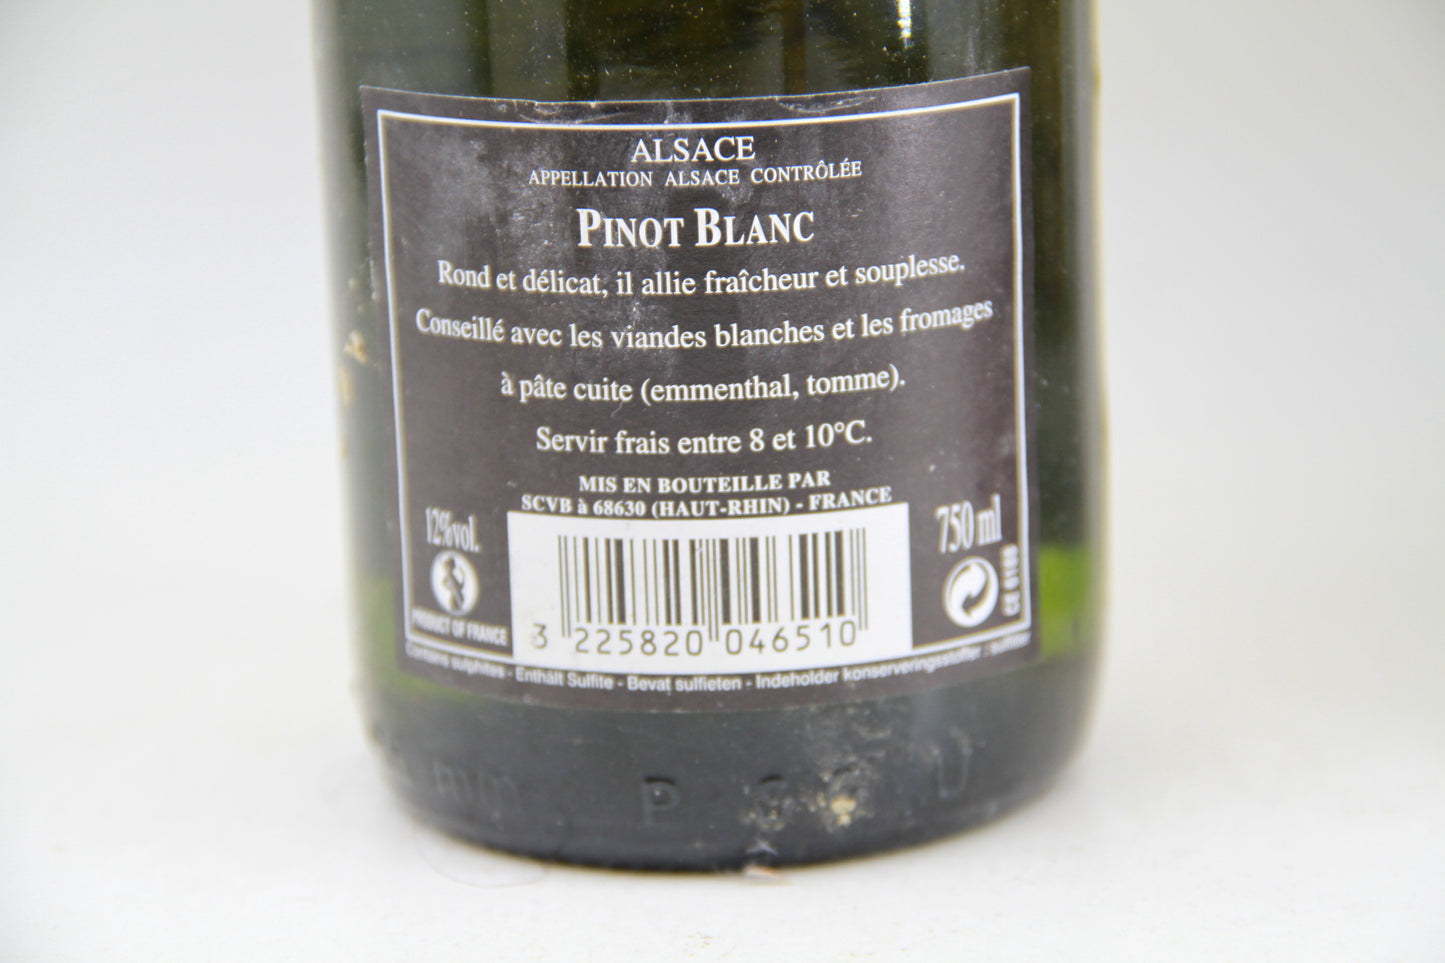 ALSACE
APPELLATION ALSACE CONTRÔLÉE
PINOT BLANC
Rond et délicat, il allie fraîcheur et souplesse.
Conseillé avec les viandes blanches et les fromages
à pâte cuite (emmenthal, tomme).
Servir frais entre 8 et 10°C.
MIS EN BOUTEILLE PAR
SCVB à 68630 (HAUT-RHIN) - FRANCE
12%vol.
750 ml
PRODUCT OF FRANCE
3 225820 046510
Contains sulphites - Enthält Sulfite - Bevat sulfieten - Indeholder konserveringsstoffer : sulfitter